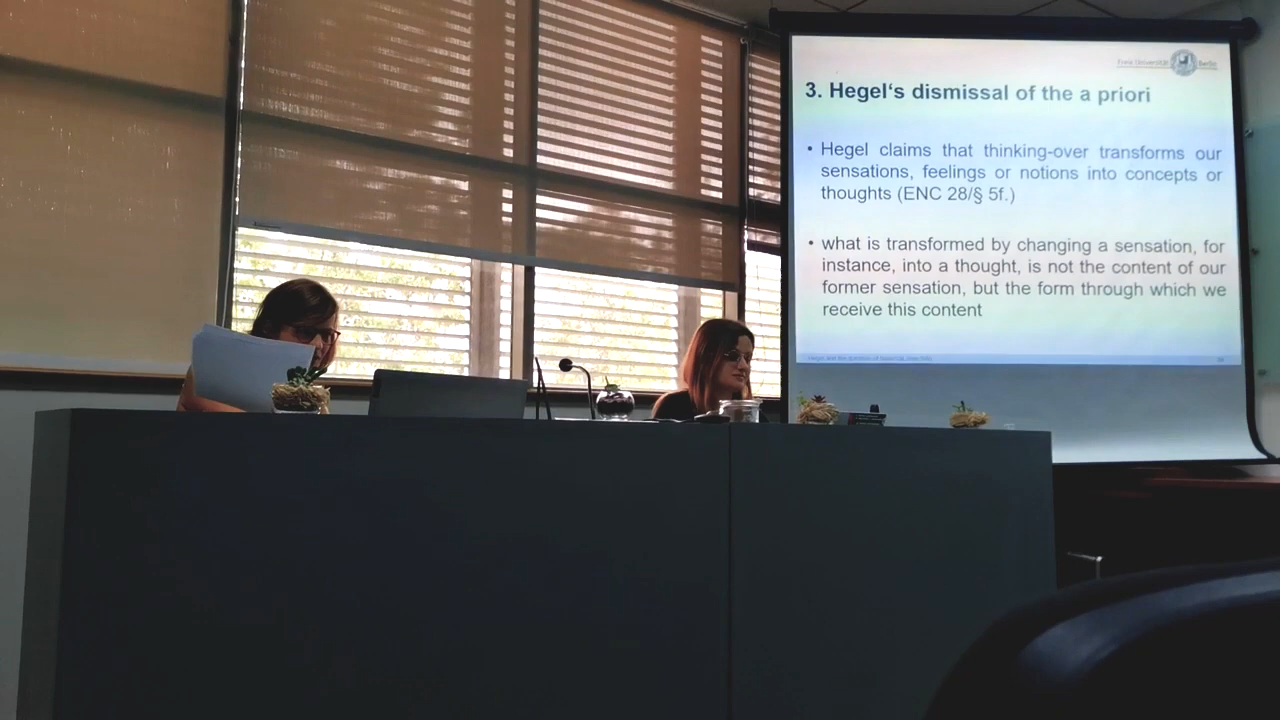 Freie Universität Berlin
3. Hegel‘s dismissal of the a priori
• Hegel claims that thinking-over transforms our
sensations, feelings or notions into concepts or
thoughts (ENC 28/§ 5f.)
• what is transformed by changing a sensation, for
instance, into a thought, is not the content of our
former sensation, but the form through which we
receive this content